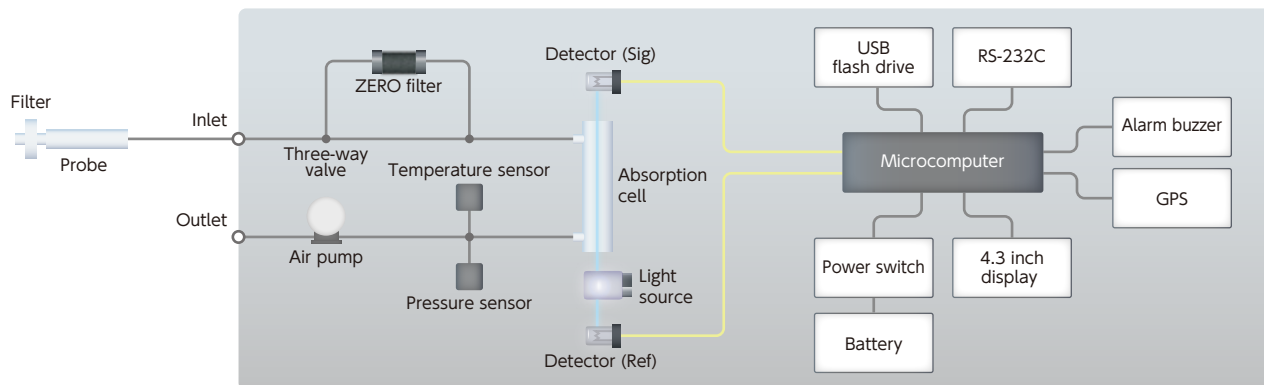 Filter
Probe
Inlet
Outlet
ZERO filter
Three-way
valve
Temperature sensor
Air pump
Pressure sensor
Detector (Sig)
Absorption
cell
Light
source
Detector (Ref)
USB
flash drive
RS-232C
Microcomputer
Alarm buzzer
GPS
Power switch
4.3 inch
display
Battery